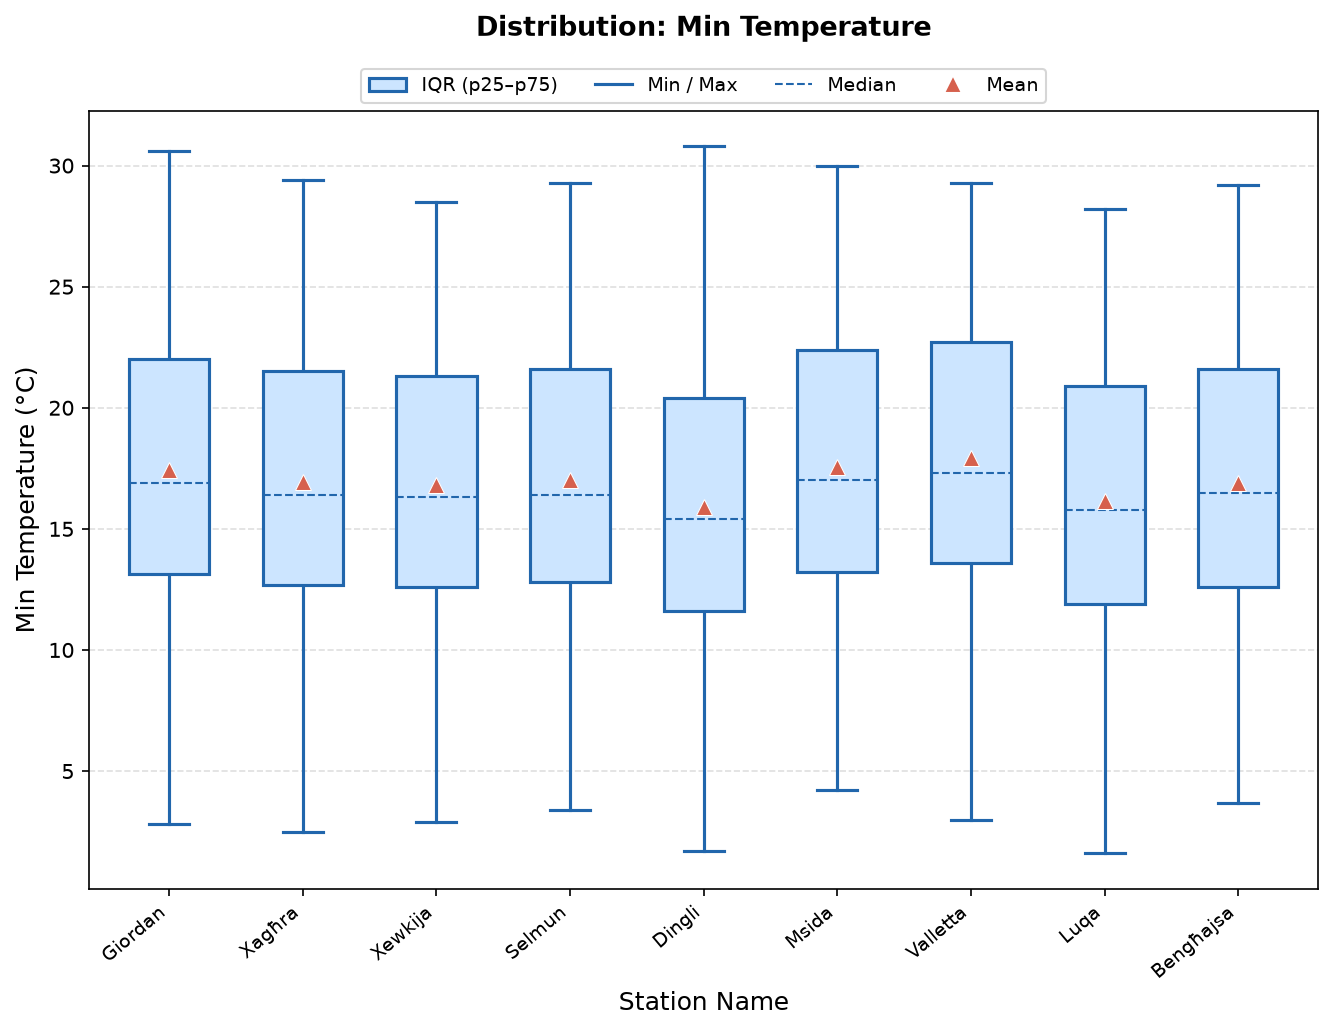 Distribution: Min Temperature
IQR (p25–p75) Min / Max Median Mean
Min Temperature (°C)
30
25
20
15
10
5
Giordan
Xagħra
Xewkija
Selmun
Dingli
Msida
Valletta
Luqa
Bengħajsa
Station Name